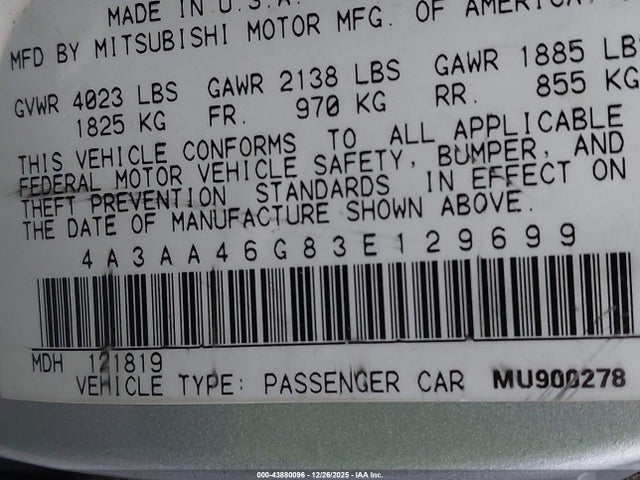 MADE IN U.S.A.
MFD BY MITSUBISHI MOTOR MFG. OF AMERICA,
GVWR 4023 LBS GAWR 2138 LBS GAWR 1885 LB
1825 KG FR. 970 KG RR. 855 KG
THIS VEHICLE CONFORMS TO ALL APPLICABLE
FEDERAL MOTOR VEHICLE SAFETY, BUMPER, AND
THEFT PREVENTION STANDARDS IN EFFECT ON
THE DATE OF MANUFACTURE SHOWN ABOVE.
4A3AA46G83E129699
MDH 121819
VEHICLE TYPE: PASSENGER CAR MU900278
000-43880096 - 12/26/2025 - IAA Inc.